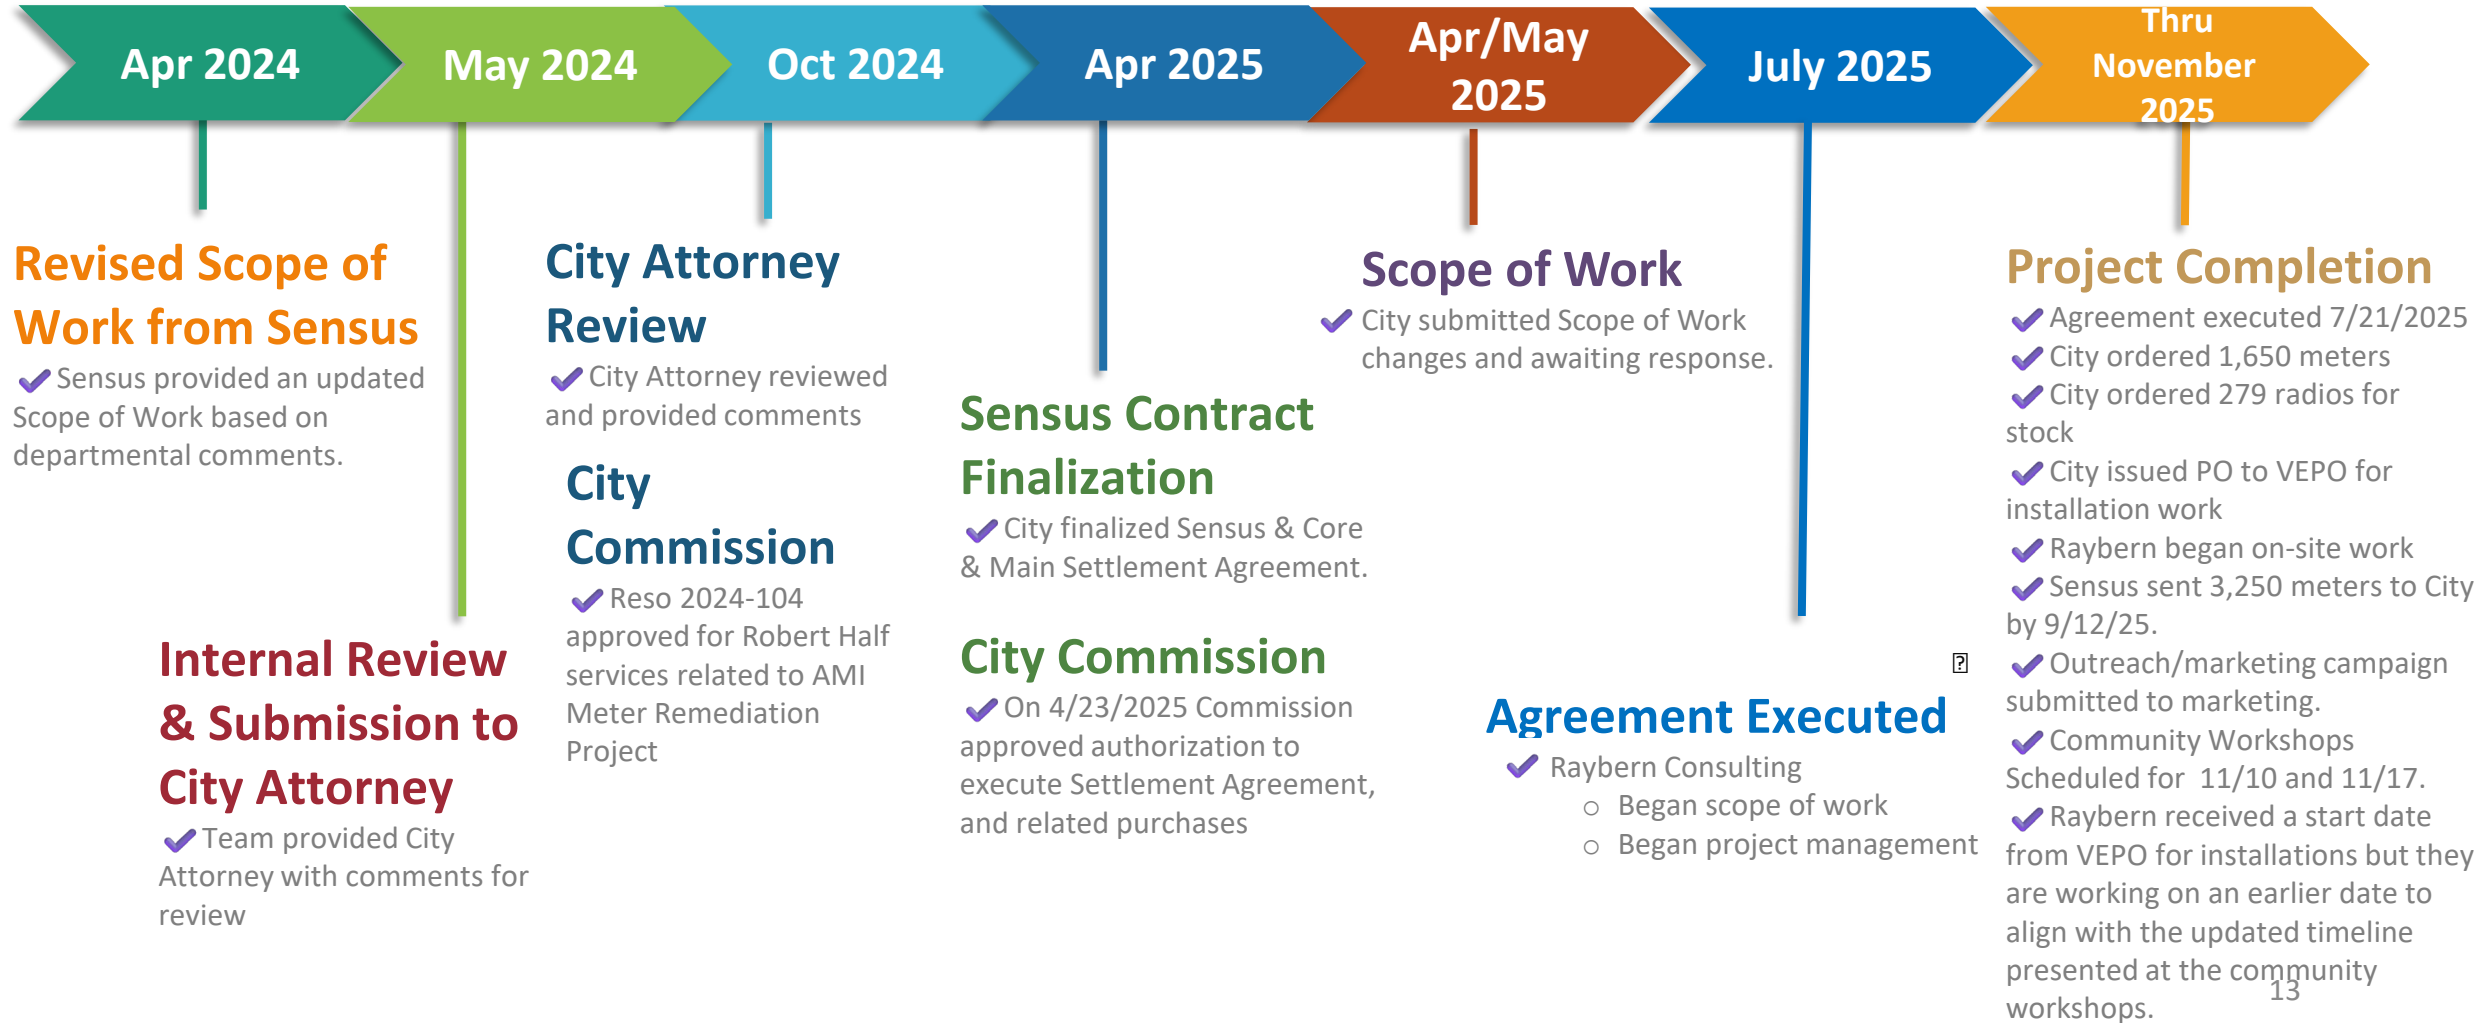 Apr 2024
May 2024
Oct 2024
Apr 2025
Apr/May
2025
July 2025
Thru
November
2025
Revised Scope of
Work from Sensus
Sensus provided an updated
Scope of Work based on
departmental comments.
Internal Review
& Submission to
City Attorney
Team provided City
Attorney with comments for
review
City Attorney
Review
City Attorney reviewed
and provided comments
City
Commission
Reso 2024-104
approved for Robert Half
services related to AMI
Meter Remediation
Project
Sensus Contract
Finalization
City finalized Sensus & Core
& Main Settlement Agreement.
City Commission
On 4/23/2025 Commission
approved authorization to
execute Settlement Agreement,
and related purchases
Scope of Work
City submitted Scope of Work
changes and awaiting response.
Agreement Executed
Raybern Consulting
○ Began scope of work
○ Began project management
Project Completion
Agreement executed 7/21/2025
City ordered 1,650 meters
City ordered 279 radios for
stock
City issued PO to VEPO for
installation work
Raybern began on-site work
Sensus sent 3,250 meters to City
by 9/12/25.
Outreach/marketing campaign
submitted to marketing.
Community Workshops
Scheduled for  11/10 and 11/17.
Raybern received a start date
from VEPO for installations but they
are working on an earlier date to
align with the updated timeline
presented at the community
workshops.
13